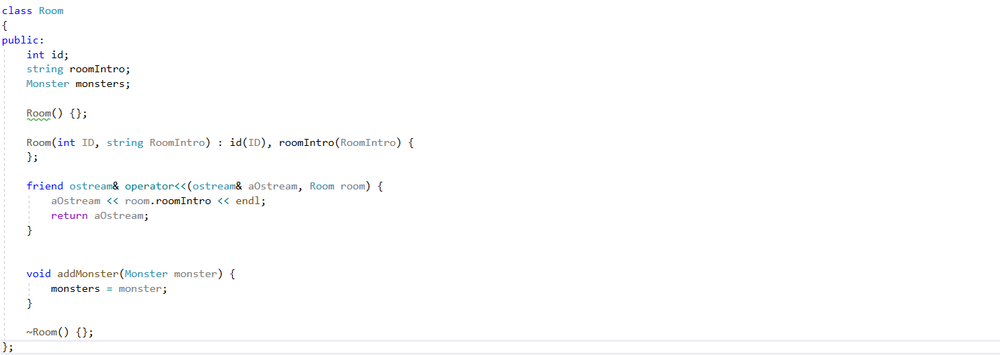 class Room
{
public:
    int id;
    string roomIntro;
    Monster monsters;

    Room() {};

    Room(int ID, string RoomIntro) : id(ID), roomIntro(RoomIntro) {
    };

    friend ostream& operator<<(ostream& aOstream, Room room) {
        aOstream << room.roomIntro << endl;
        return aOstream;
    }


    void addMonster(Monster monster) {
        monsters = monster;
    }

    ~Room() {};
};